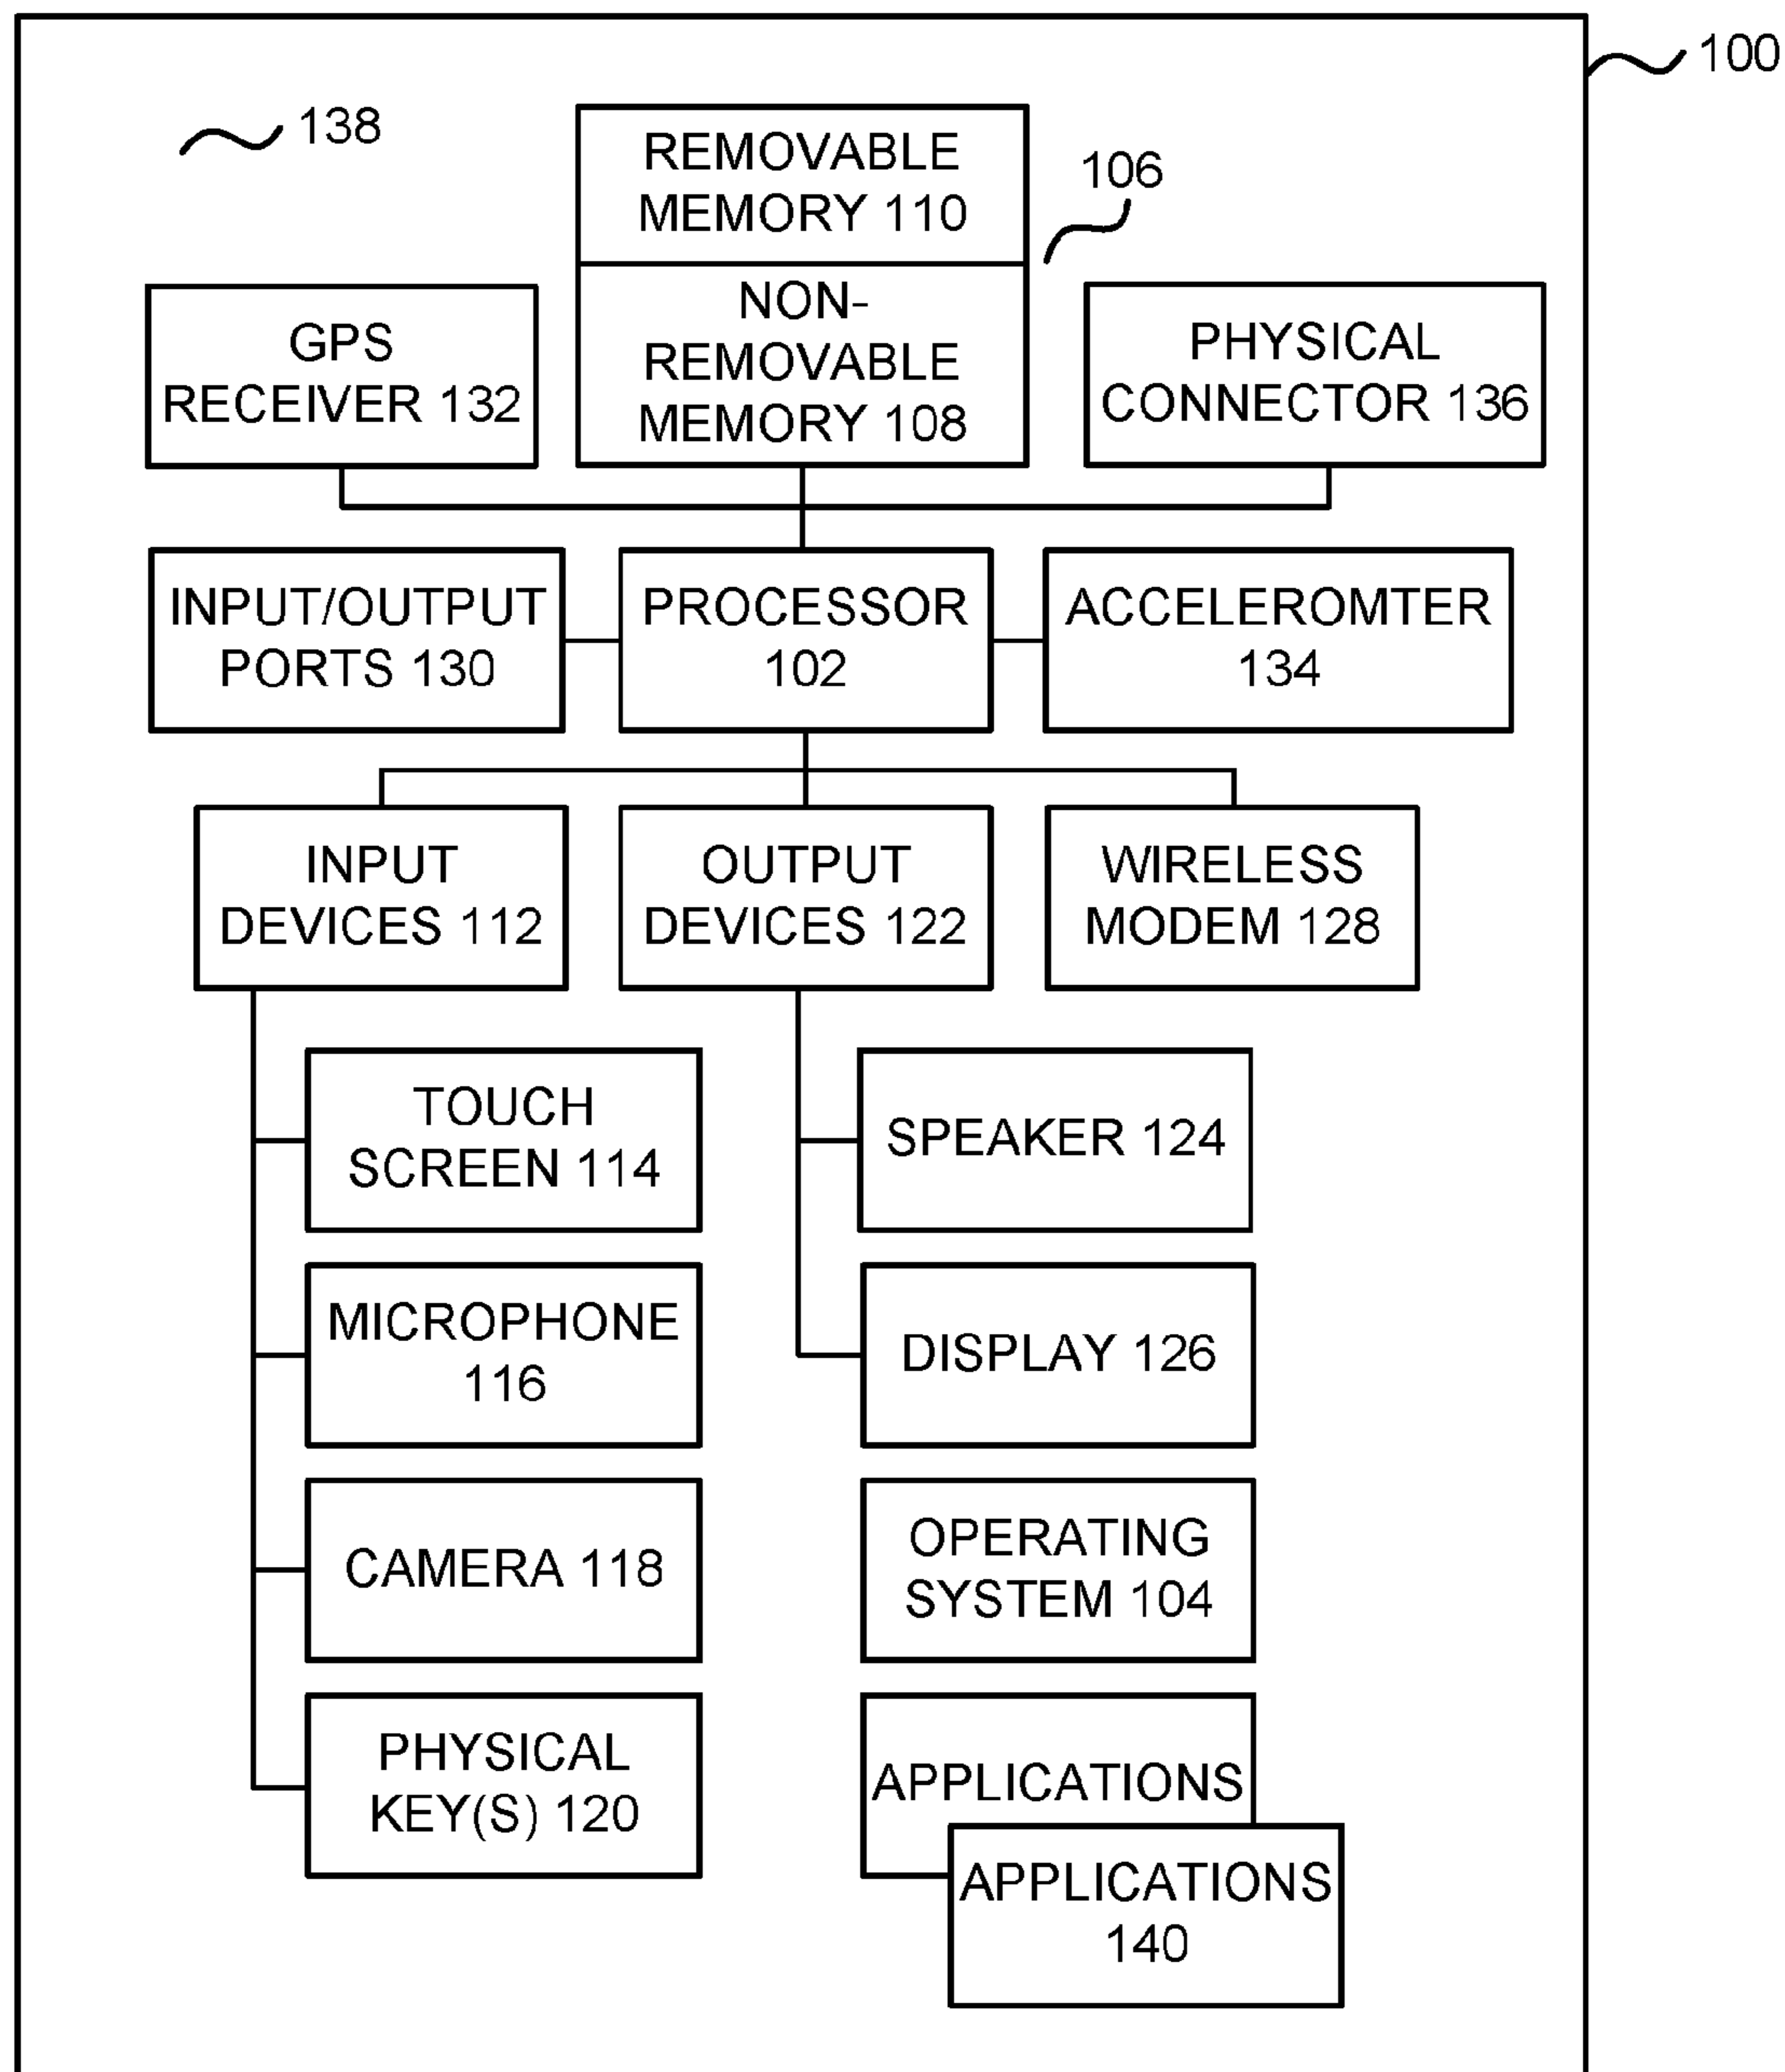 100
138
REMOVABLE
MEMORY 110
106
NON-
REMOVABLE
MEMORY 108
GPS
RECEIVER 132
PHYSICAL
CONNECTOR 136
INPUT/OUTPUT
PORTS 130
PROCESSOR
102
ACCELEROMTER
134
INPUT
DEVICES 112
OUTPUT
DEVICES 122
WIRELESS
MODEM 128
TOUCH
SCREEN 114
SPEAKER 124
MICROPHONE
116
DISPLAY 126
CAMERA 118
OPERATING
SYSTEM 104
PHYSICAL
KEY(S) 120
APPLICATIONS
APPLICATIONS
140